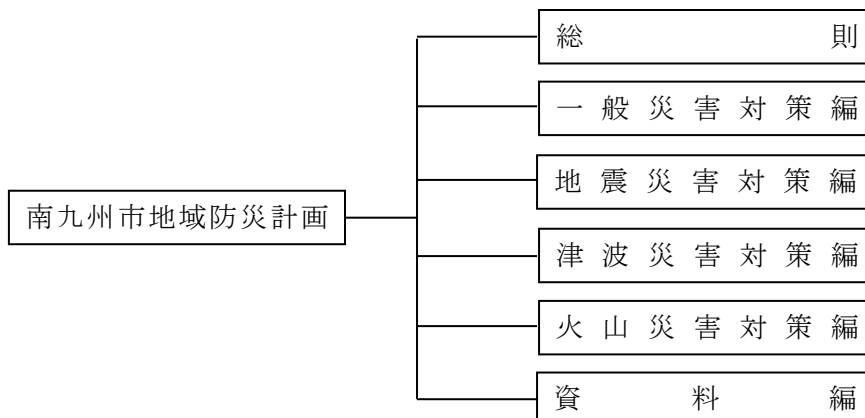 南九州市地域防災計画
総則
一般災害対策編
地震災害対策編
津波災害対策編
火山災害対策編
資料編